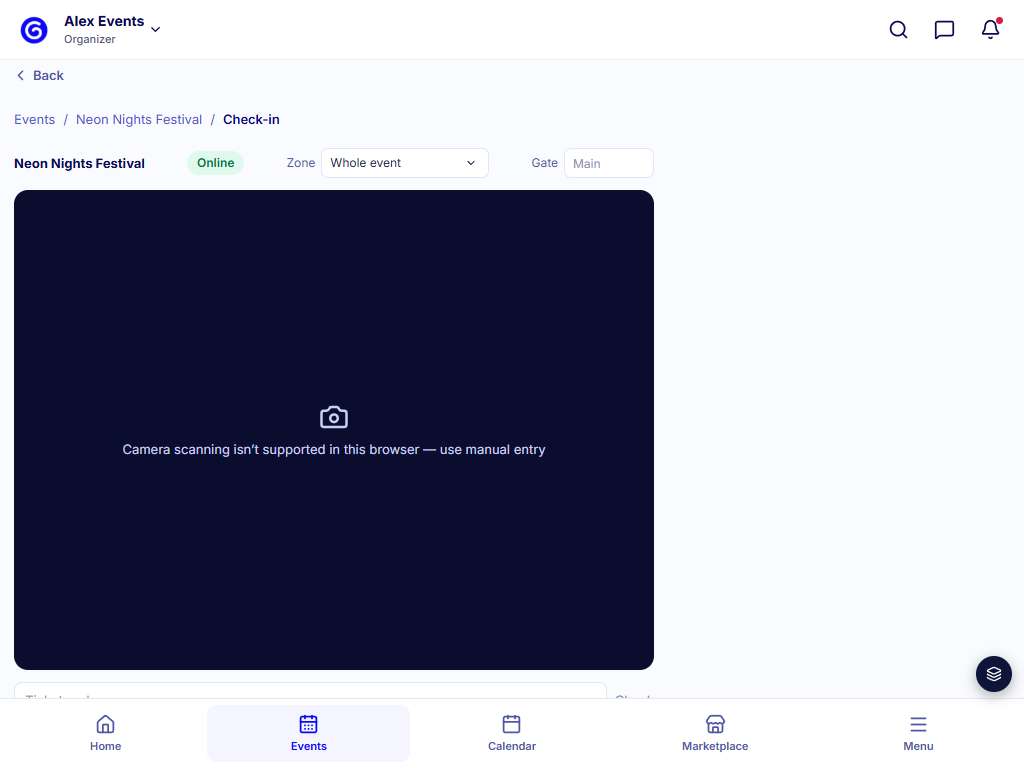 Alex Events
Organizer
Back
Events / Neon Nights Festival / Check-in
Neon Nights Festival Online Zone Whole event Gate Main
Camera scanning isn't supported in this browser — use manual entry
Home Events Calendar Marketplace Menu